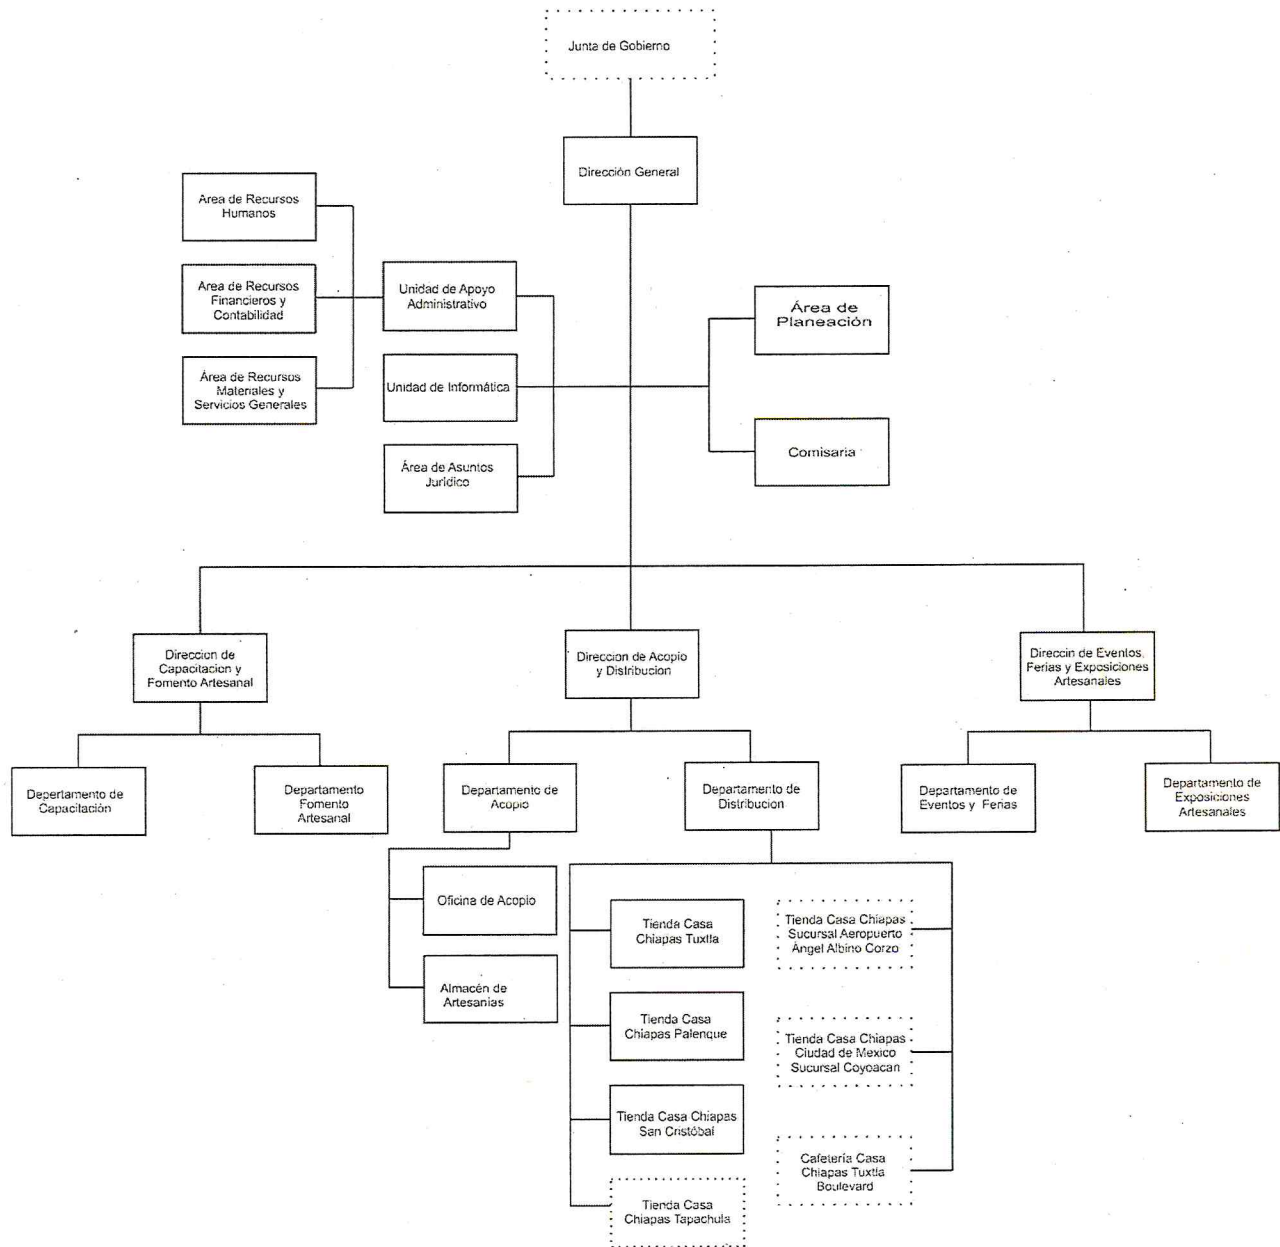 Junta de Gobierno
Dirección General
Area de Recursos
Humanos
Area de Recursos
Financieros y
Contabilidad
Área de Recursos
Materiales y
Servicios Generales
Unidad de Apoyo
Administrativo
Unidad de Informática
Área de Asuntos
Jurídico
Área de
Planeación
Comisaria
Direccion de
Capacitacion y
Fomento Artesanal
Direccion de Acopio
y Distribucion
Direccin de Eventos,
Ferias y Exposiciones
Artesanales
Departamento de
Capacitación
Departamento
Fomento
Artesanal
Departamento de
Acopio
Departamento de
Distribucion
Departamento de
Eventos y Ferias
Departamento de
Exposiciones
Artesanales
Oficina de Acopio
Almacén de
Artesanias
Tienda Casa
Chiapas Tuxtla
Tienda Casa
Chiapas Palenque
Tienda Casa Chiapas
San Cristóbal
Tienda Casa
Chiapas Tapachula
Tienda Casa Chiapas
Sucursal Aeropuerto
Ángel Albino Corzo
Tienda Casa Chiapas
Ciudad de Mexico
Sucursal Coyoacan
Cafetería Casa
Chiapas Tuxtla
Boulevard